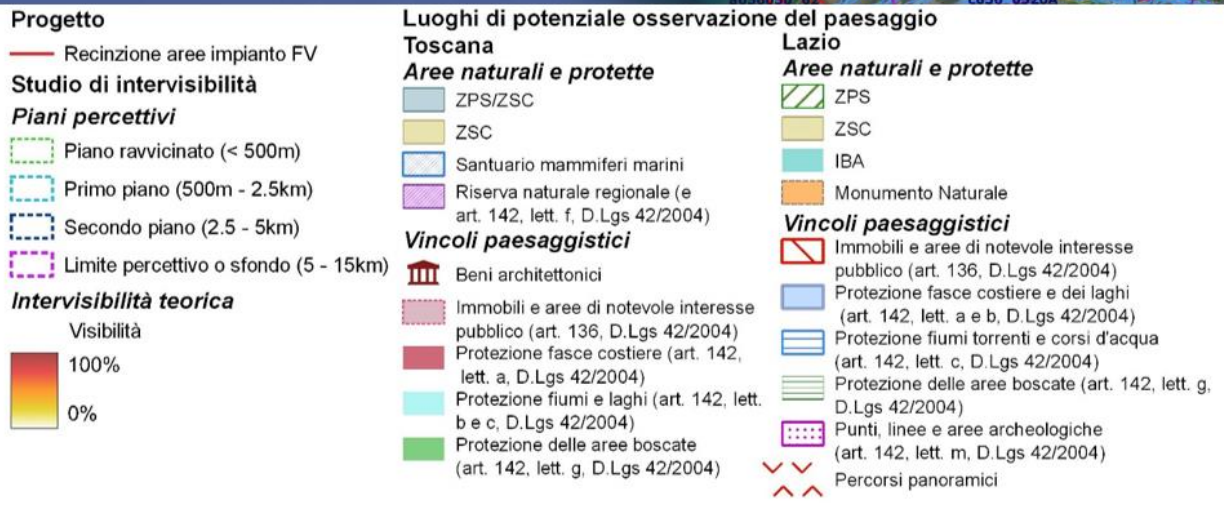 Progetto
Recinzione aree impianto FV
Studio di intervisibilità
Piani percettivi
Piano ravvicinato (< 500m)
Primo piano (500m - 2.5km)
Secondo piano (2.5 - 5km)
Limite percettivo o sfondo (5 - 15km)
Intervisibilità teorica
Visibilità
100%
0%
Luoghi di potenziale osservazione del paesaggio
Toscana
Aree naturali e protette
ZPS/ZSC
ZSC
Santuario mammiferi marini
Riserva naturale regionale (e
art. 142, lett. f, D.Lgs 42/2004)
Vincoli paesaggistici
Beni architettonici
Immobili e aree di notevole interesse
pubblico (art. 136, D.Lgs 42/2004)
Protezione fasce costiere (art. 142,
lett. a, D.Lgs 42/2004)
Protezione fiumi e laghi (art. 142, lett.
b e c, D.Lgs 42/2004)
Protezione delle aree boscate
(art. 142, lett. g, D.Lgs 42/2004)
Lazio
Aree naturali e protette
ZPS
ZSC
IBA
Monumento Naturale
Vincoli paesaggistici
Immobili e aree di notevole interesse
pubblico (art. 136, D.Lgs 42/2004)
Protezione fasce costiere e dei laghi
(art. 142, lett. a e b, D.Lgs 42/2004)
Protezione fiumi torrenti e corsi d'acqua
(art. 142, lett. c, D.Lgs 42/2004)
Protezione delle aree boscate (art. 142, lett. g,
D.Lgs 42/2004)
Punti, linee e aree archeologiche
(art. 142, lett. m, D.Lgs 42/2004)
Percorsi panoramici